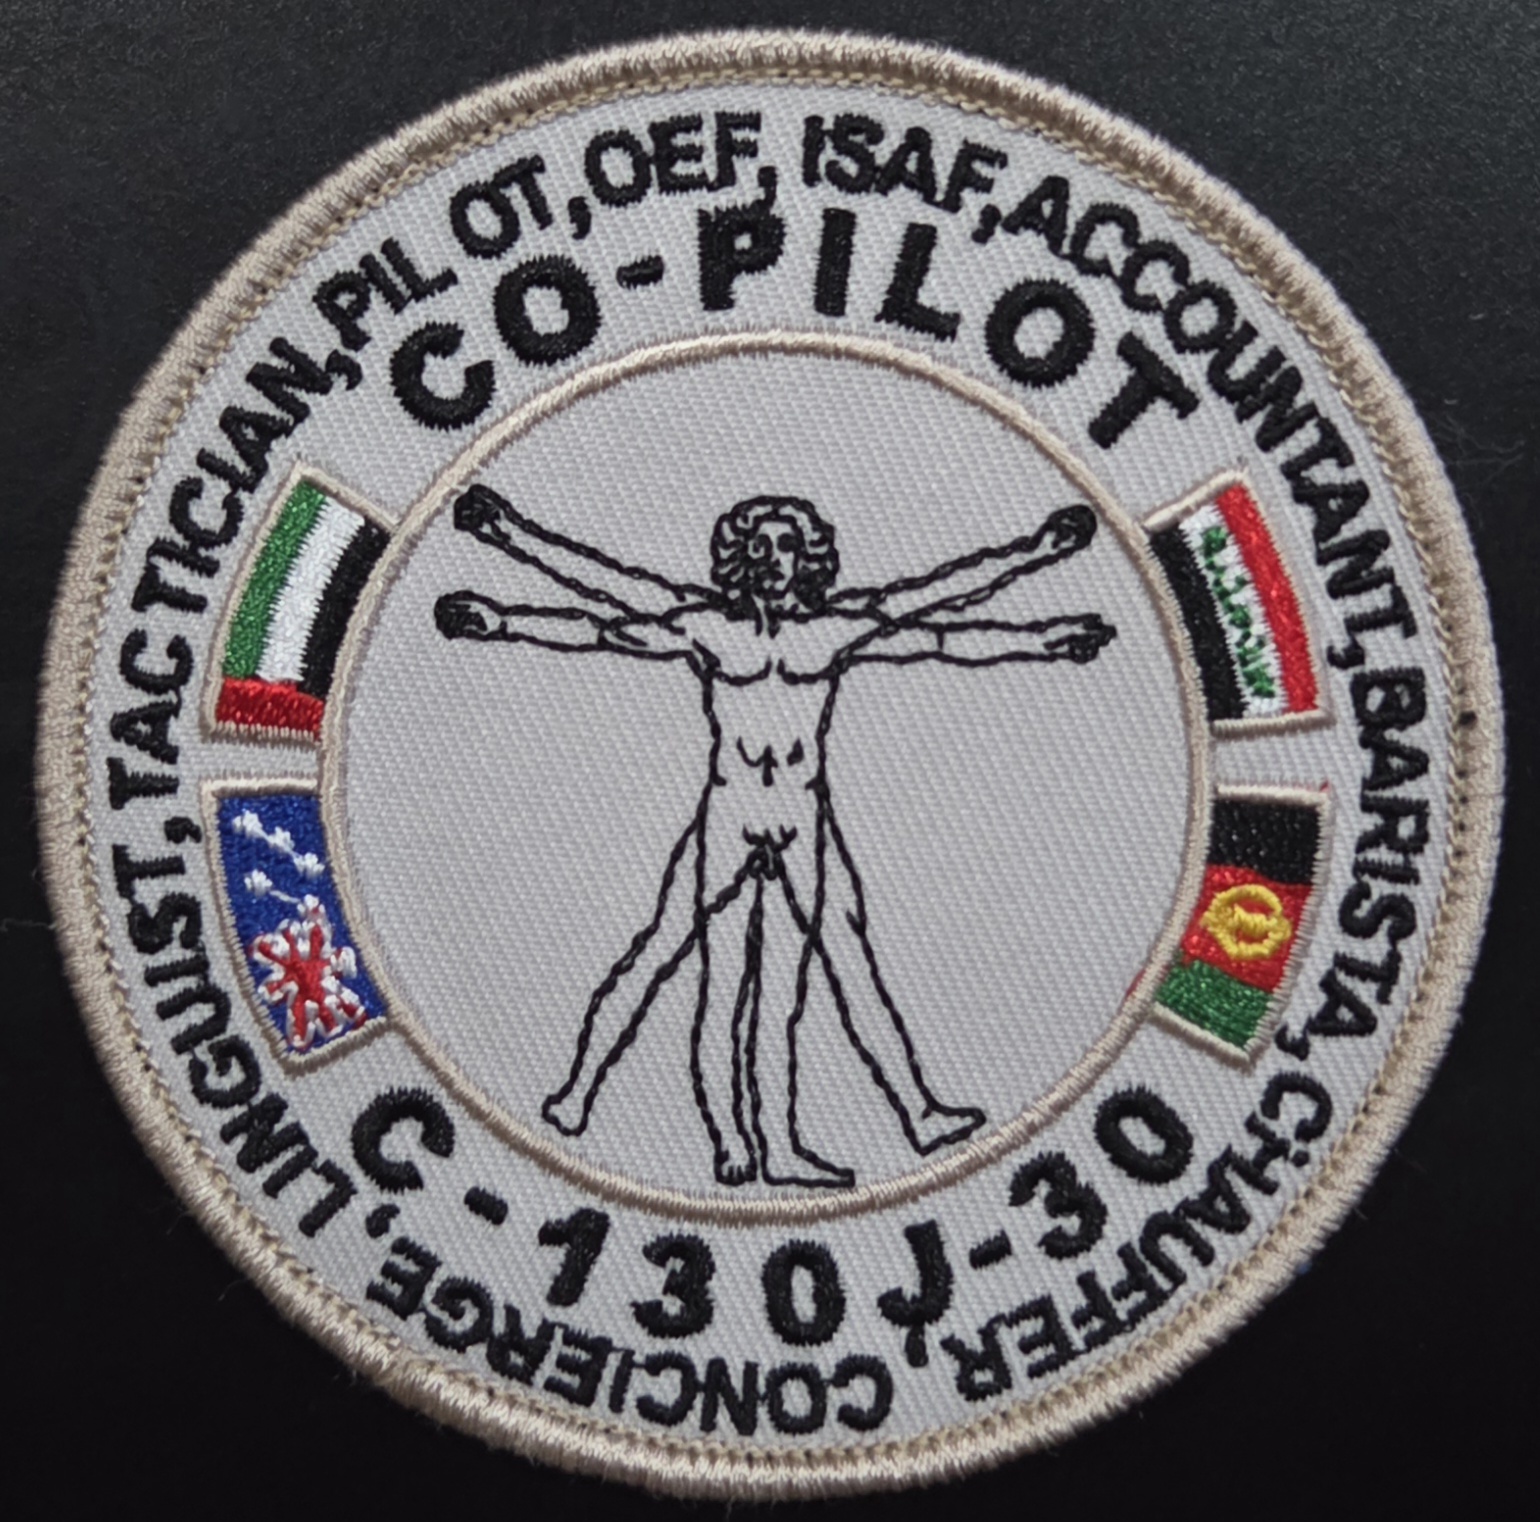 PILOT, OEF, ISAF, ACCOUNTANT, BARISTA, CHAUFFER, CONCIERGE, LINGUIST, TACTICIAN,
CO-PILOT
C-130J-30